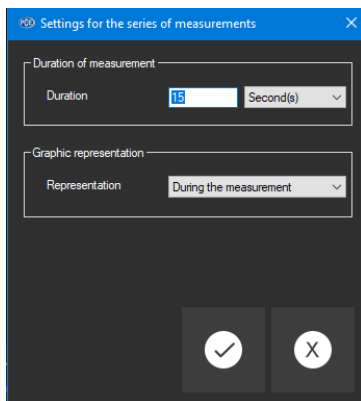 Settings for the series of measurements
Duration of measurement
Duration 15 Second(s)
Graphic representation
Representation During the measurement
X